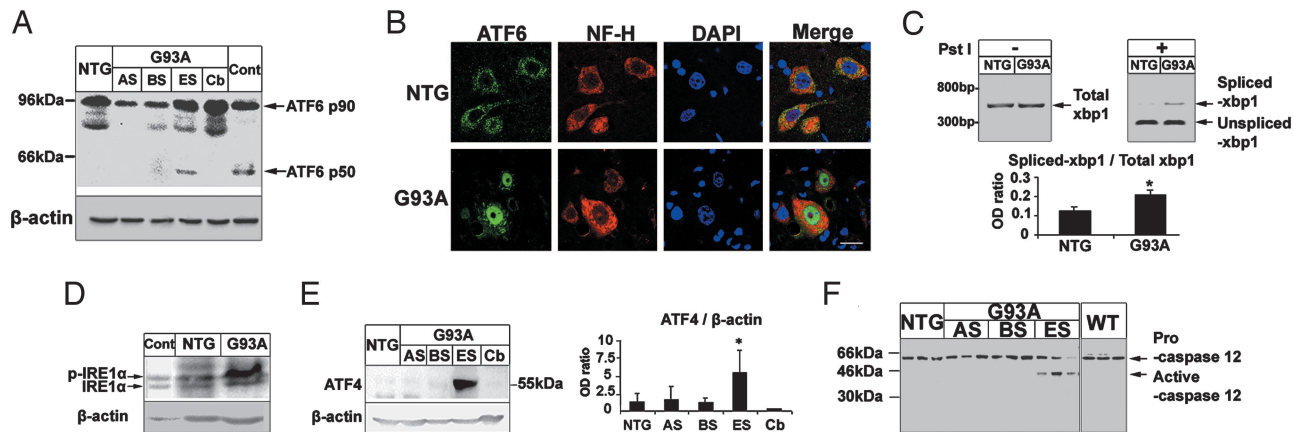 A
G93A
NTG AS BS ES Cb Cont
96kDa
ATF6 p90
66kDa
ATF6 p50
β-actin
B
ATF6 NF-H DAPI Merge
NTG
G93A
C
Pst I - +
NTG G93A NTG G93A
800bp
300bp
Total
xbp1
Spliced
-xbp1
Unspliced
-xbp1
Spliced-xbp1 / Total xbp1
OD ratio
0.3
0.2
0.1
0
*
NTG G93A
D
Cont NTG G93A
p-IRE1α
IRE1α
β-actin
E
G93A
NTG AS BS ES Cb
ATF4
55kDa
β-actin
ATF4 / β-actin
OD ratio
10
7.5
5
2.5
0
*
NTG AS BS ES Cb
F
G93A
NTG AS BS ES WT
66kDa
46kDa
30kDa
Pro
-caspase 12
Active
-caspase 12